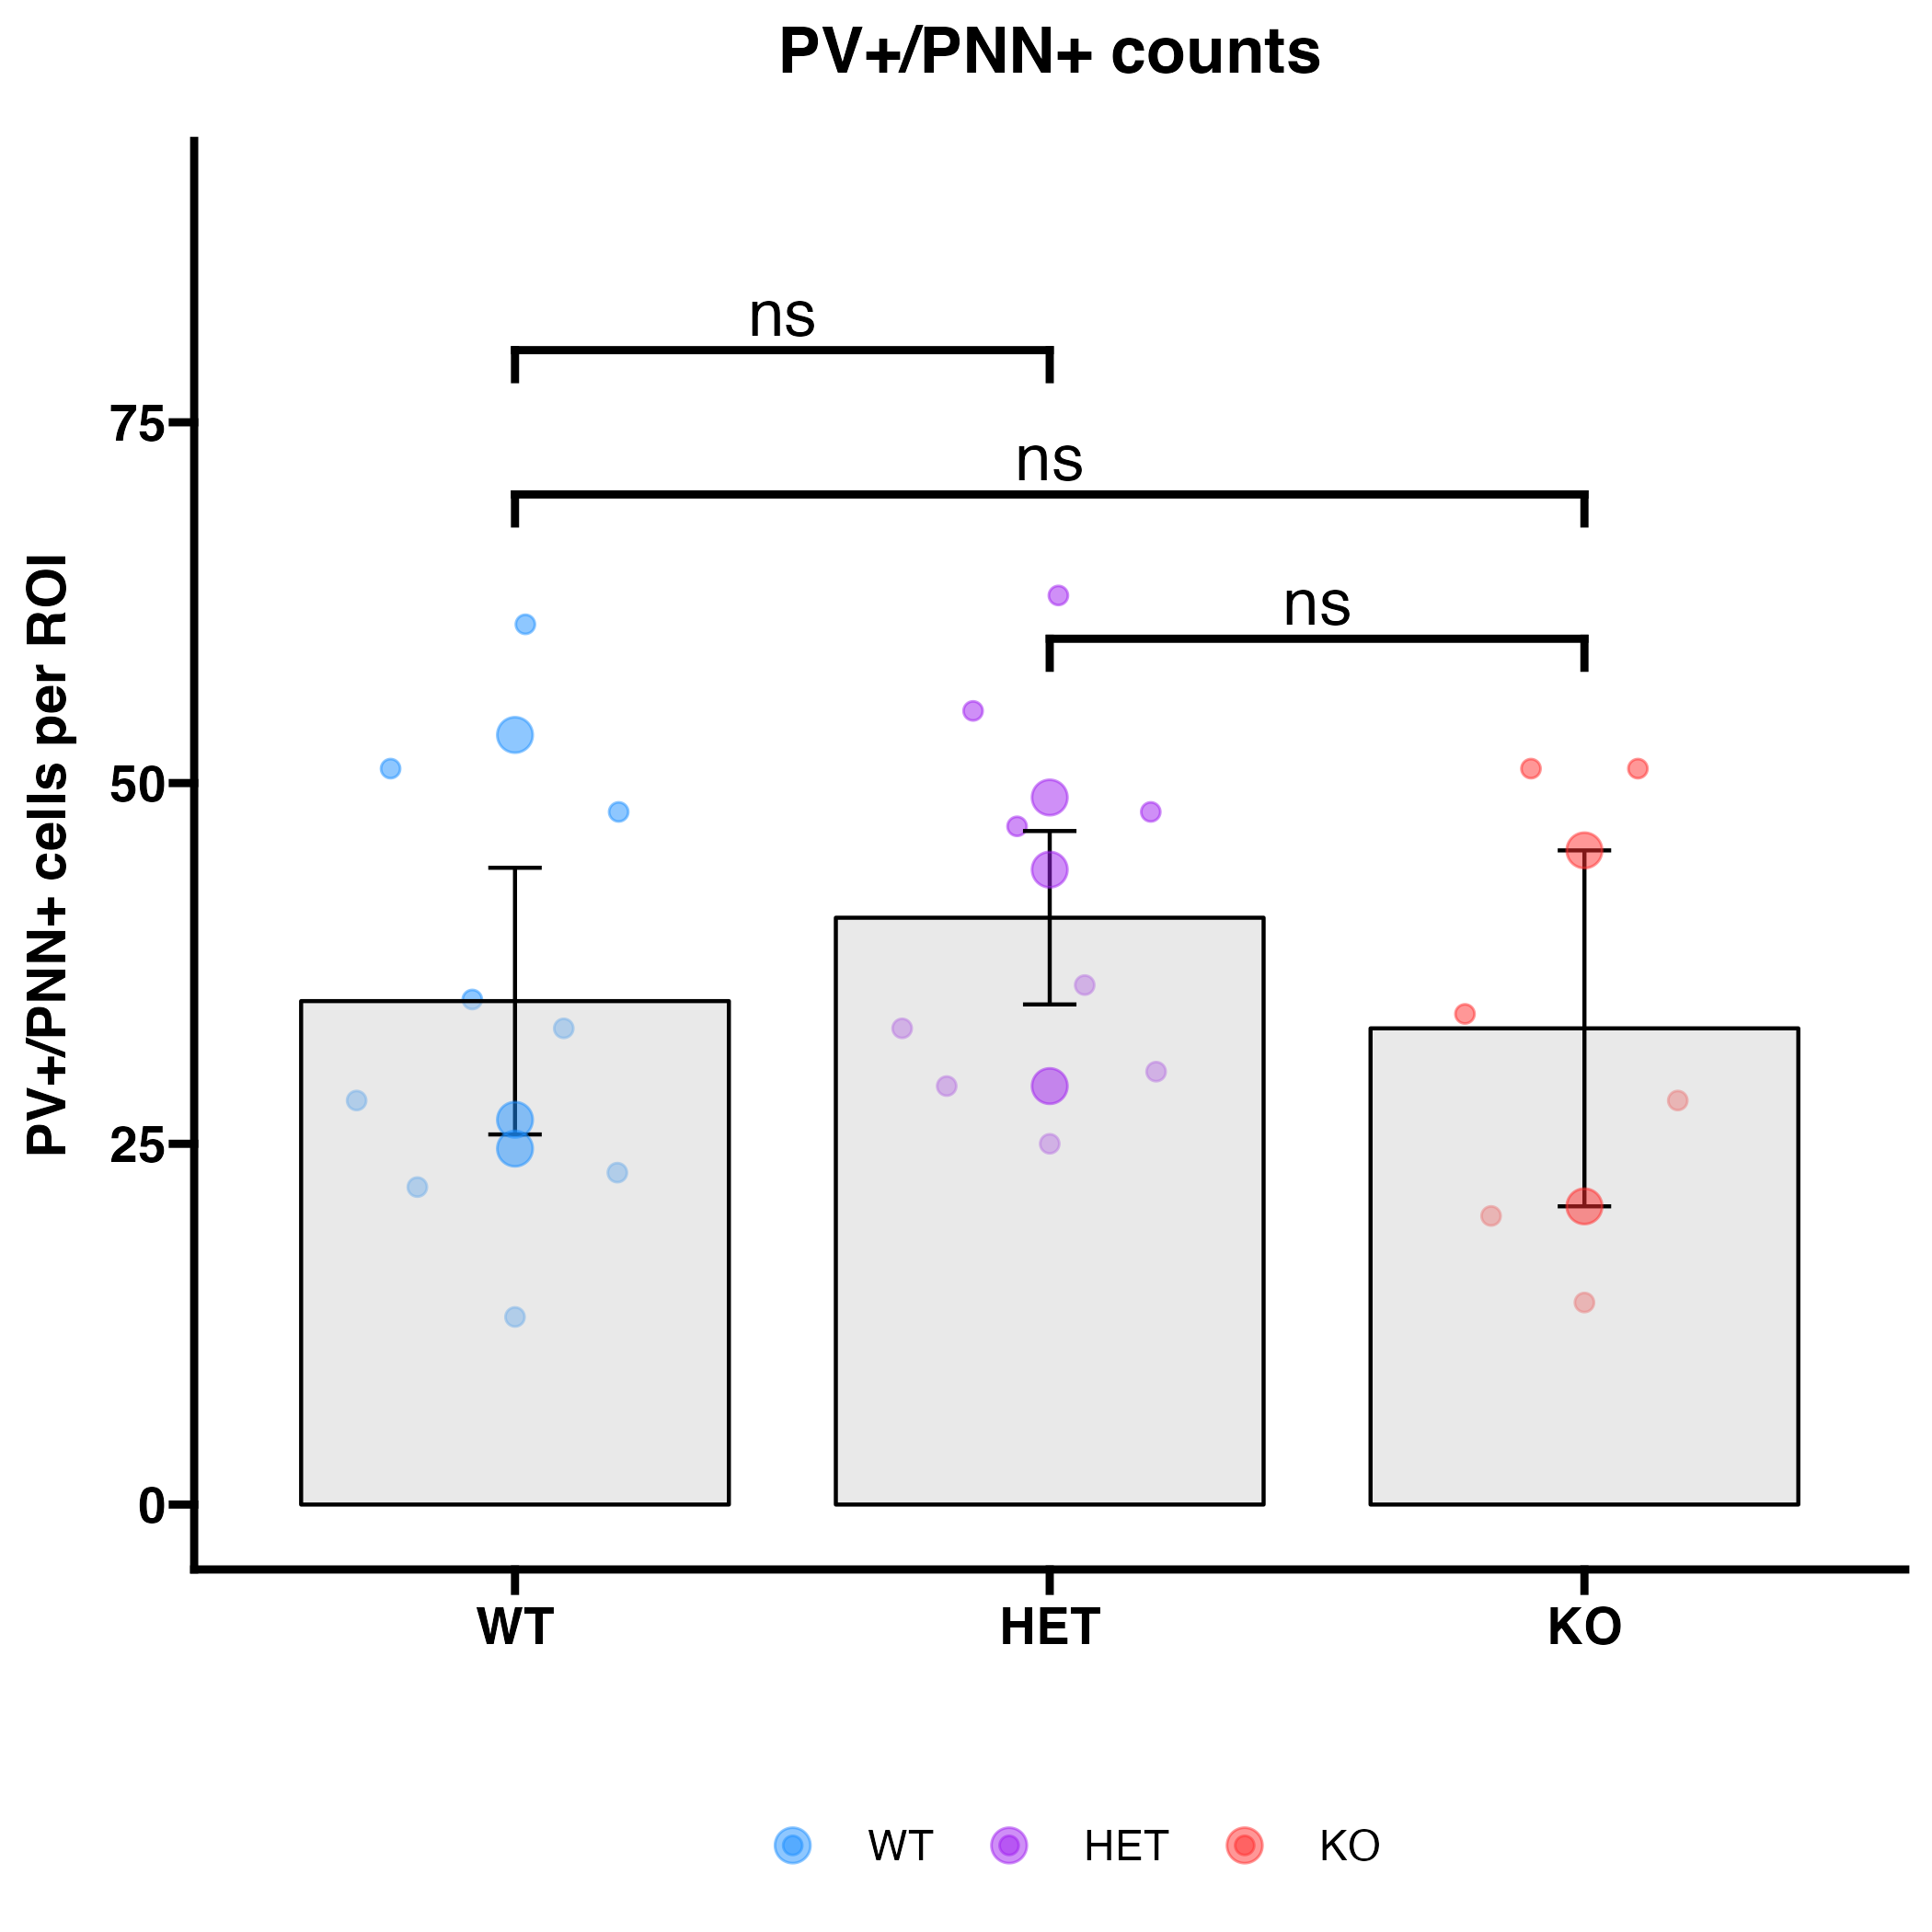 PV+/PNN+ counts
PV+/PNN+ cells per ROI
ns
75
ns
ns
50
25
0
WT HET KO
WT HET KO